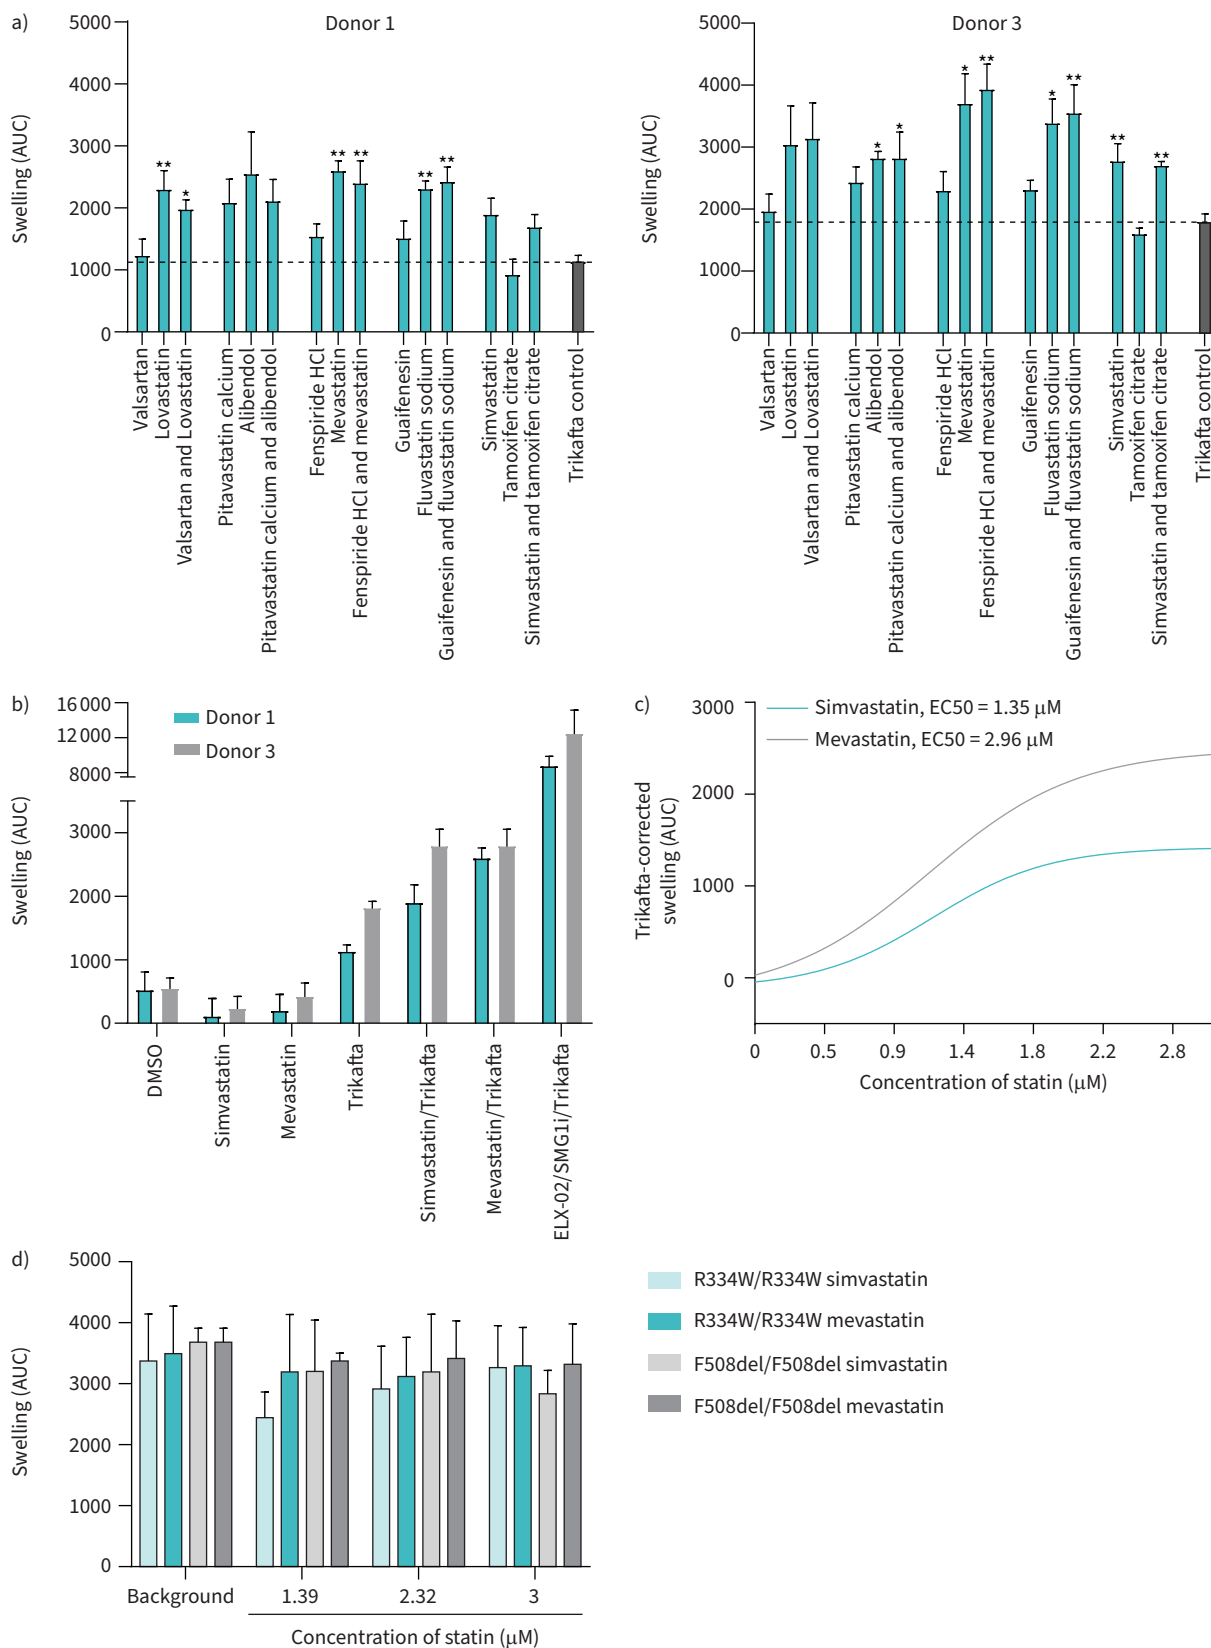 a)
Donor 1
Swelling (AUC)
5000
4000
3000
2000
1000
0
**
*
**
**
**
**
Valsartan
Lovastatin
Valsartan and Lovastatin
Pitavastatin calcium
Alibendol
Pitavastatin calcium and alibendol
Fenspiride HCl
Mevastatin
Fenspiride HCl and mevastatin
Guaifenesin
Fluvastatin sodium
Guaifenesin and fluvastatin sodium
Simvastatin
Tamoxifen citrate
Simvastatin and tamoxifen citrate
Trikafta control
Donor 3
Swelling (AUC)
5000
4000
3000
2000
1000
0
*
*
*
**
*
**
**
**
Valsartan
Lovastatin
Valsartan and Lovastatin
Pitavastatin calcium
Alibendol
Pitavastatin calcium and alibendol
Fenspiride HCl
Mevastatin
Fenspiride HCl and mevastatin
Guaifenesin
Fluvastatin sodium
Guaifenesin and fluvastatin sodium
Simvastatin
Tamoxifen citrate
Simvastatin and tamoxifen citrate
Trikafta control
b)
Donor 1
Donor 3
Swelling (AUC)
16 000
12 000
8000
3000
2000
1000
0
DMSO
Simvastatin
Mevastatin
Trikafta
Simvastatin/Trikafta
Mevastatin/Trikafta
ELX-02/SMG1i/Trikafta
c)
Simvastatin, EC50 = 1.35 μM
Mevastatin, EC50 = 2.96 μM
Trikafta-corrected
swelling (AUC)
3000
2000
1000
0
0 0.5 0.9 1.4 1.8 2.2 2.8
Concentration of statin (μM)
d)
Swelling (AUC)
5000
4000
3000
2000
1000
0
Background 1.39 2.32 3
Concentration of statin (μM)
R334W/R334W simvastatin
R334W/R334W mevastatin
F508del/F508del simvastatin
F508del/F508del mevastatin